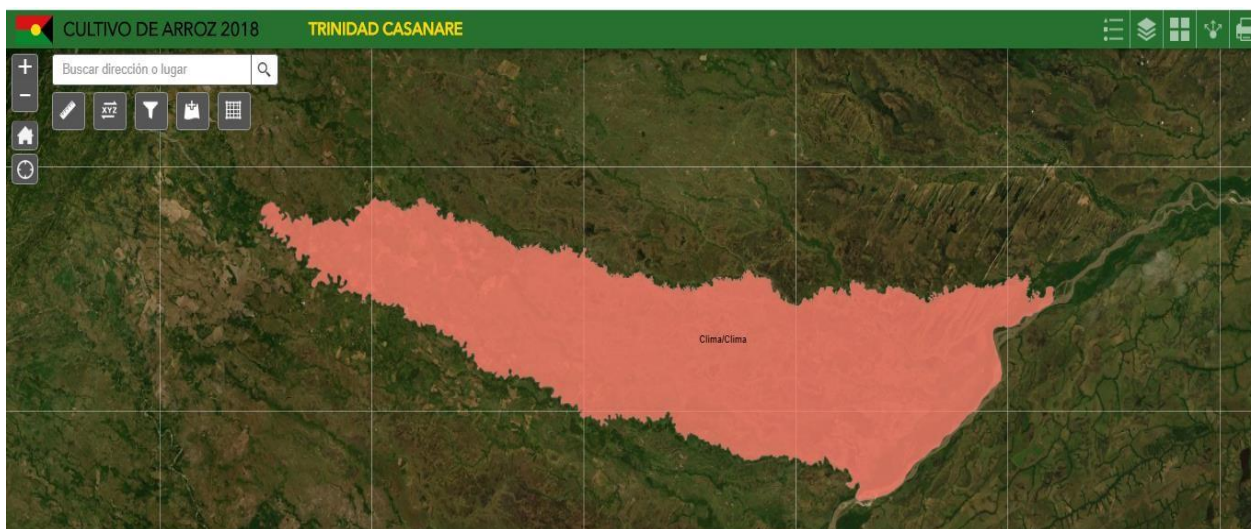 CULTIVO DE ARROZ 2018 TRINIDAD CASANARE
+
Buscar dirección o lugar
−
XYZ
Clima/Clima